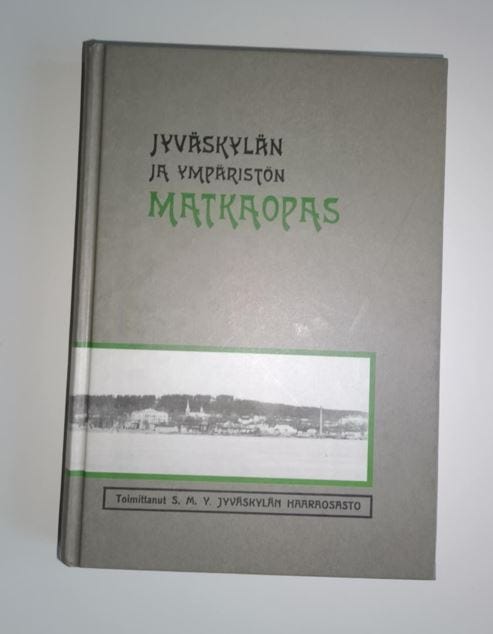 JYVÄSKYLÄN
JA YMPÄRISTÖN
MATKAOPAS
Toimittanut S. M. Y. JYVÄSKYLÄN HAARAOSASTO